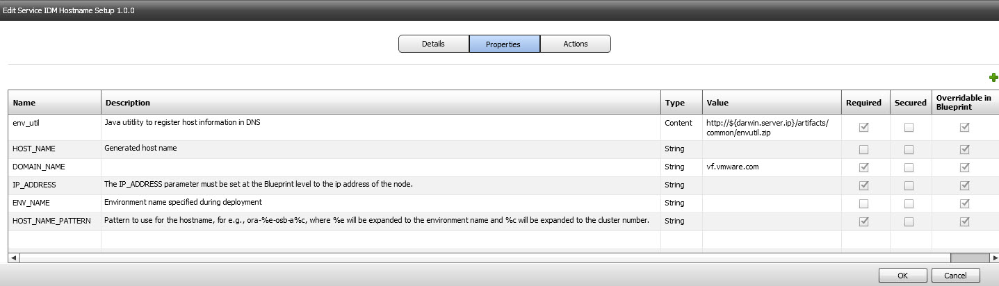 Edit Service IDM Hostname Setup 1.0.0
Details Properties Actions
Name Description Type Value Required Secured Overridable in
Blueprint
env_util Java utitlity to register host information in DNS Content http://${darwin.server.ip}/artifacts/
common/envutil.zip
HOST_NAME Generated host name String
DOMAIN_NAME String vf.vmware.com
IP_ADDRESS The IP_ADDRESS parameter must be set at the Blueprint level to the ip address of the node. String
ENV_NAME Environment name specified during deployment String
HOST_NAME_PATTERN Pattern to use for the hostname, for e.g., ora-%e-osb-a%c, where %e will be expanded to the environment name and %c will be expanded to the cluster number. String
OK Cancel